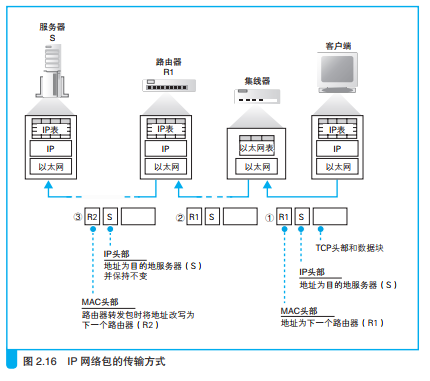 服务器
S
路由器
R1
集线器
客户端
IP表
IP
以太网
IP表
IP
以太网
以太网表
以太网
IP表
IP
以太网
③ R2 S
② R1 S
① R1 S
TCP头部和数据块
IP头部
地址为目的地服务器（S）
并保持不变
IP头部
地址为目的地服务器（S）
MAC头部
路由器转发包时将地址改写为
下一个路由器（R2）
MAC头部
地址为下一个路由器（R1）
图 2.16 IP 网络包的传输方式